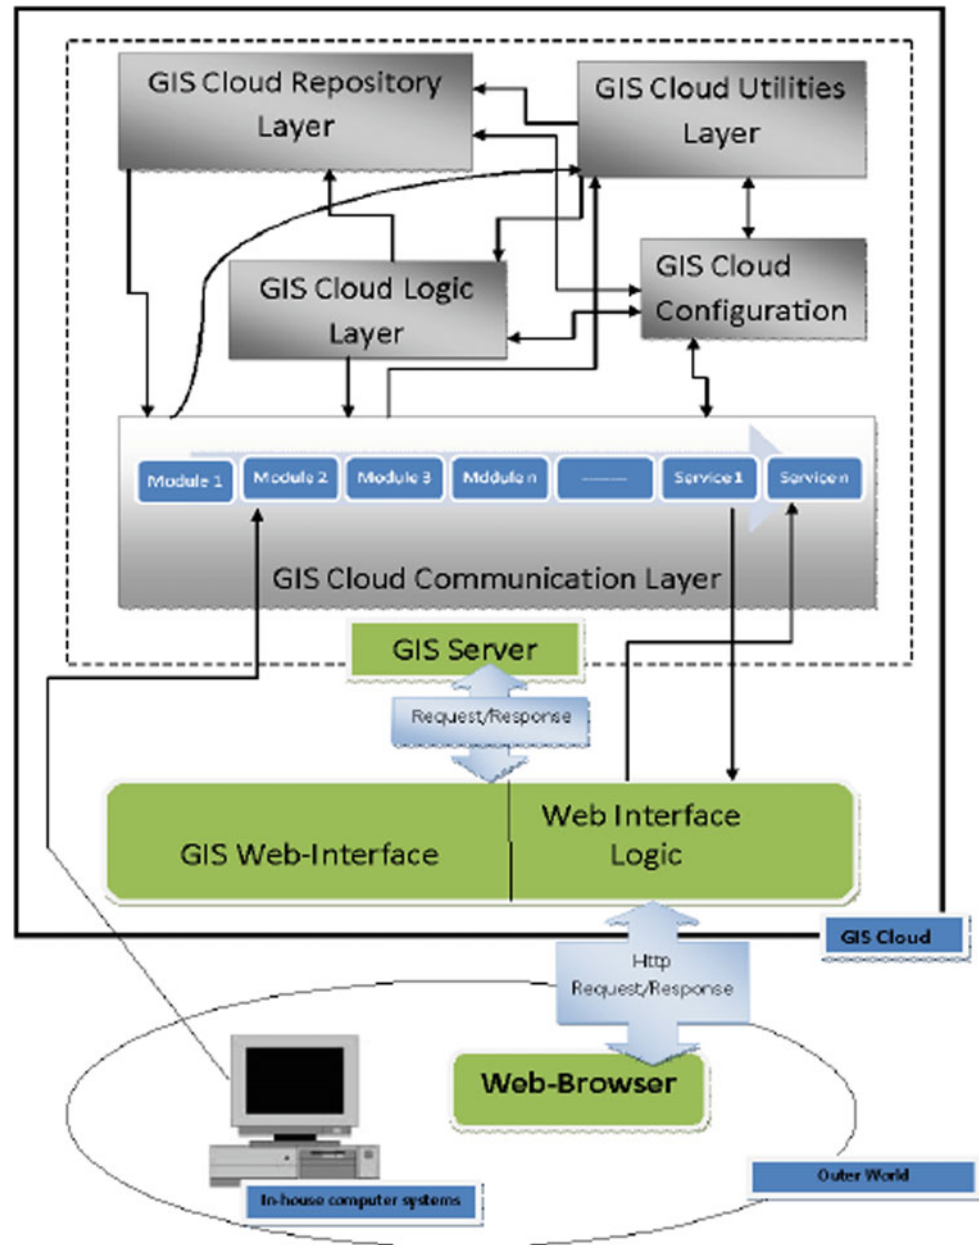 GIS Cloud Repository
Layer
GIS Cloud Utilities
Layer
GIS Cloud Logic
Layer
GIS Cloud
Configuration
Module 1
Module 2
Module 3
Module n
Service 1
Service n
GIS Cloud Communication Layer
GIS Server
Request/Response
GIS Web-Interface
Web Interface
Logic
GIS Cloud
Http
Request/Response
Web-Browser
Outer World
In-house computer systems